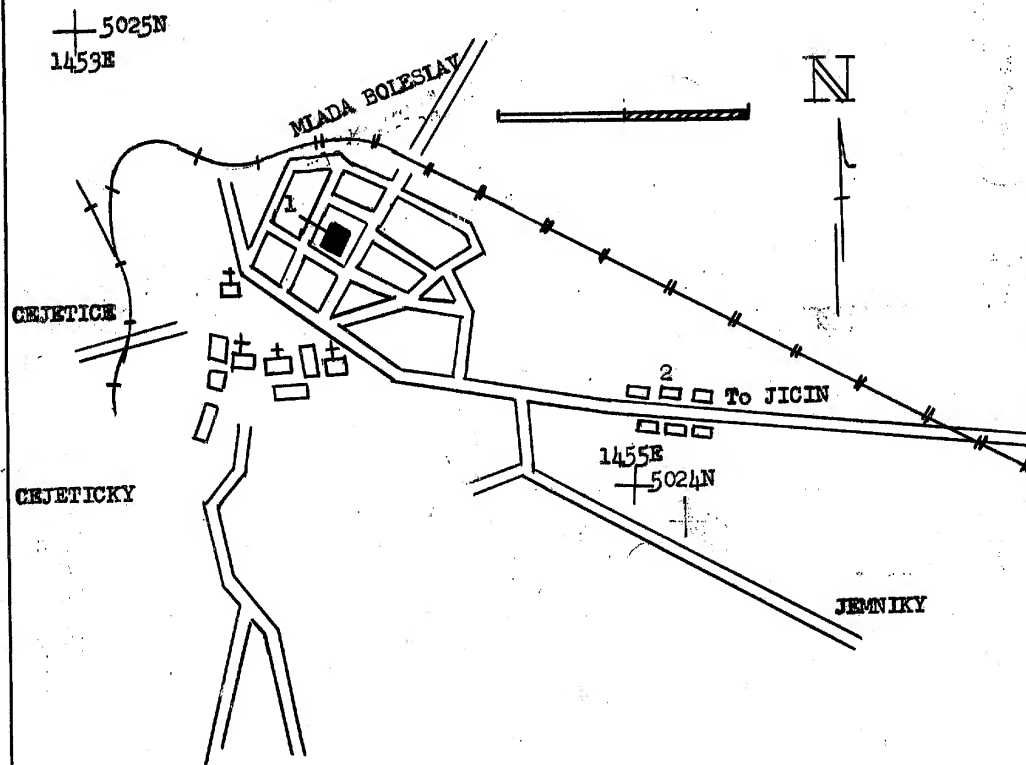 5025N
1453E
N
MLADA BOLESLAV
1
CEJETICE
2
To JICIN
1455E
5024N
CEJETICKY
JEMNIKY